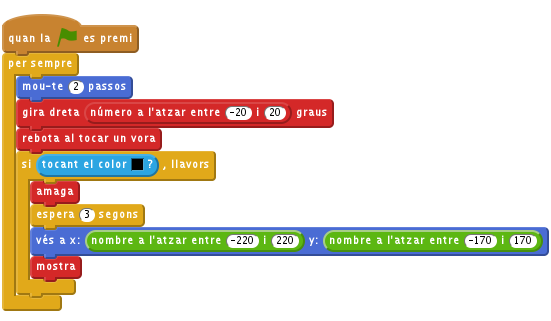 quan la es premi
per sempre
mou-te 2 passos
gira dreta número a l'atzar entre -20 i 20 graus
rebota al tocar un vora
si tocant el color ? , llavors
amaga
espera 3 segons
vés a x: nombre a l'atzar entre -220 i 220 y: nombre a l'atzar entre -170 i 170
mostra